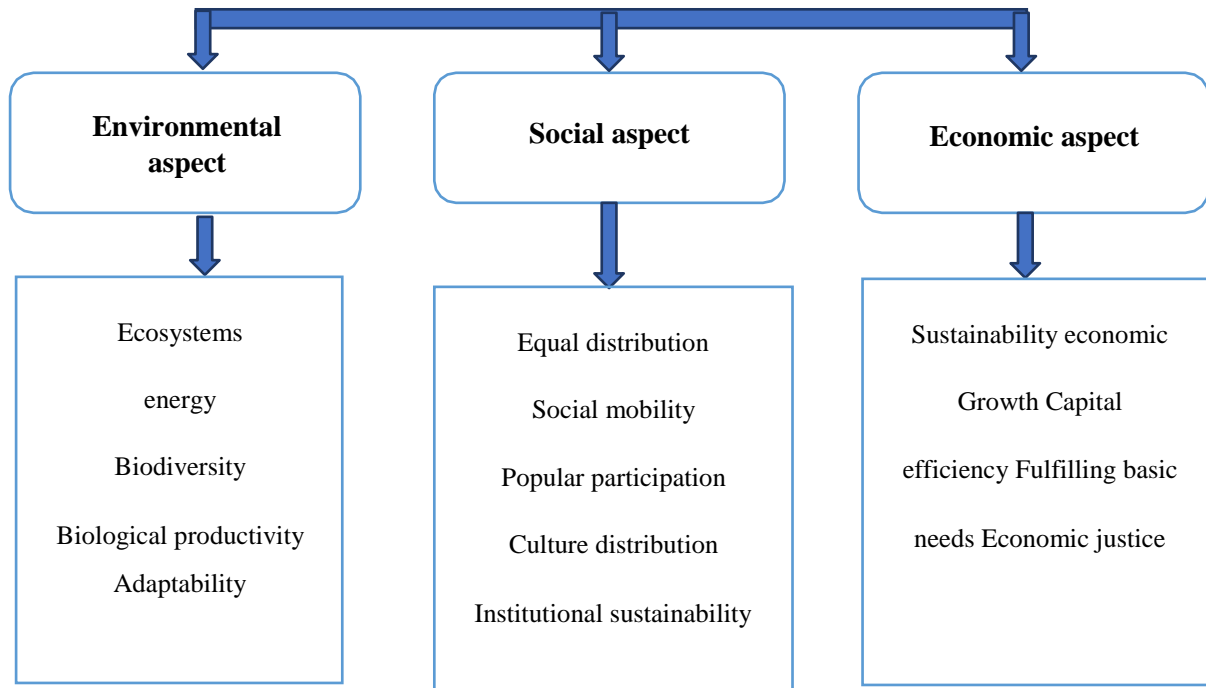 Environmental
aspect
Ecosystems
energy
Biodiversity
Biological productivity
Adaptability
Social aspect
Equal distribution
Social mobility
Popular participation
Culture distribution
Institutional sustainability
Economic aspect
Sustainability economic
Growth Capital
efficiency Fulfilling basic
needs Economic justice